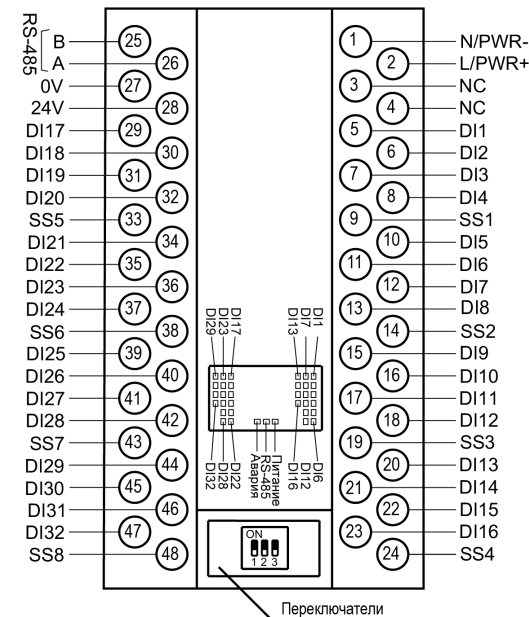 RS-485
B 25
A 26
0V 27
24V 28
DI17 29
DI18 30
DI19 31
DI20 32
SS5 33
DI21 34
DI22 35
DI23 36
DI24 37
SS6 38
DI25 39
DI26 40
DI27 41
DI28 42
SS7 43
DI29 44
DI30 45
DI31 46
DI32 47
SS8 48
1 N/PWR-
2 L/PWR+
3 NC
4 NC
5 DI1
6 DI2
7 DI3
8 DI4
9 SS1
10 DI5
11 DI6
12 DI7
13 DI8
14 SS2
15 DI9
16 DI10
17 DI11
18 DI12
19 SS3
20 DI13
21 DI14
22 DI15
23 DI16
24 SS4
DI29
DI23
DI17
DI13
DI7
DI1
DI32
DI28
DI22
Авария
RS-485
Питание
DI16
DI12
DI6
ON
1 2 3
Переключатели